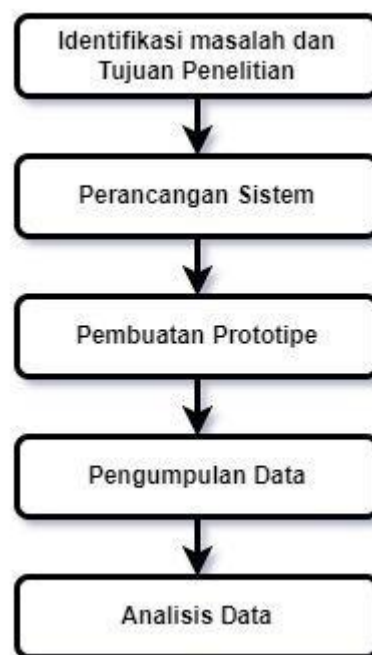 Identifikasi masalah dan
Tujuan Penelitian
Perancangan Sistem
Pembuatan Prototipe
Pengumpulan Data
Analisis Data